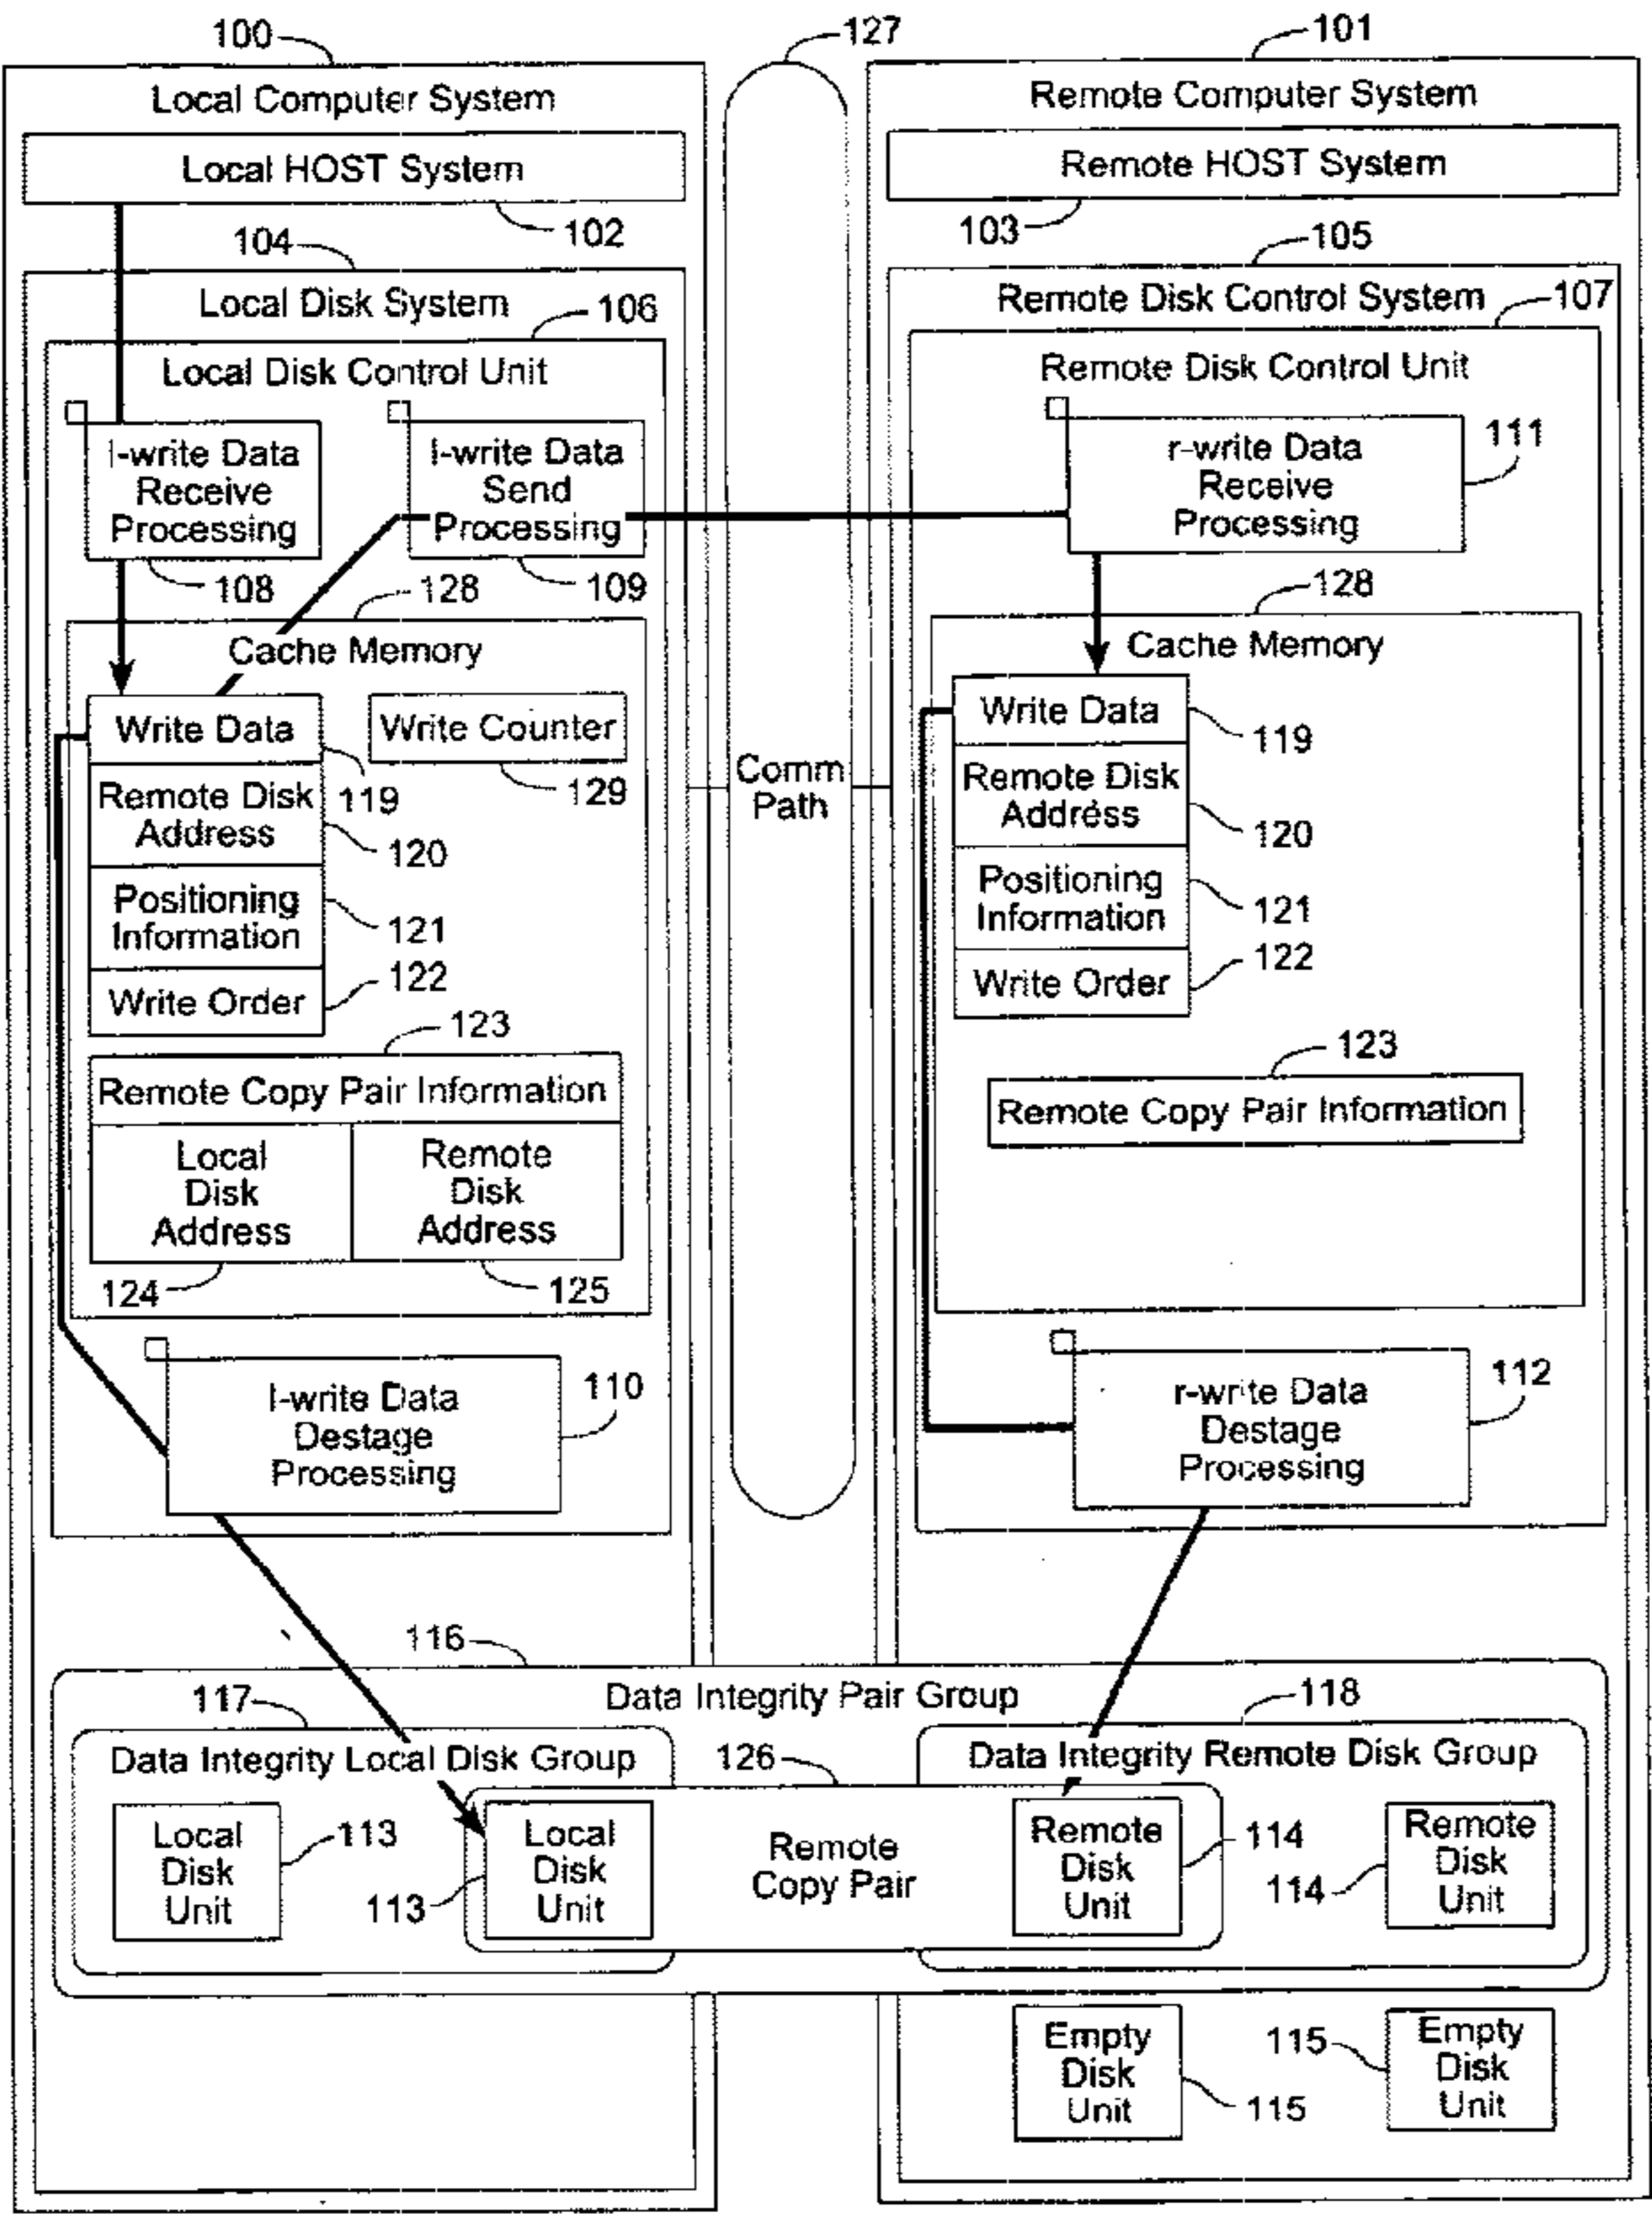 100
127
101
Local Computer System
Remote Computer System
Local HOST System
Remote HOST System
102
103
104
105
Local Disk System
Remote Disk Control System
106
107
Local Disk Control Unit
Remote Disk Control Unit
l-write Data
Receive
Processing
l-write Data
Send
Processing
r-write Data
Receive
Processing
111
108
109
128
128
Cache Memory
Cache Memory
Write Data
Write Counter
Write Data
119
129
119
Remote Disk
Address
Comm
Path
Remote Disk
Address
120
120
Positioning
Information
Positioning
Information
121
121
Write Order
Write Order
122
122
123
123
Remote Copy Pair Information
Remote Copy Pair Information
Local
Disk
Address
Remote
Disk
Address
124
125
l-write Data
Destage
Processing
110
r-write Data
Destage
Processing
112
116
Data Integrity Pair Group
117
118
Data Integrity Local Disk Group
126
Data Integrity Remote Disk Group
Local
Disk
Unit
113
Local
Disk
Unit
113
Remote
Copy Pair
Remote
Disk
Unit
114
Remote
Disk
Unit
114
Empty
Disk
Unit
115
Empty
Disk
Unit
115